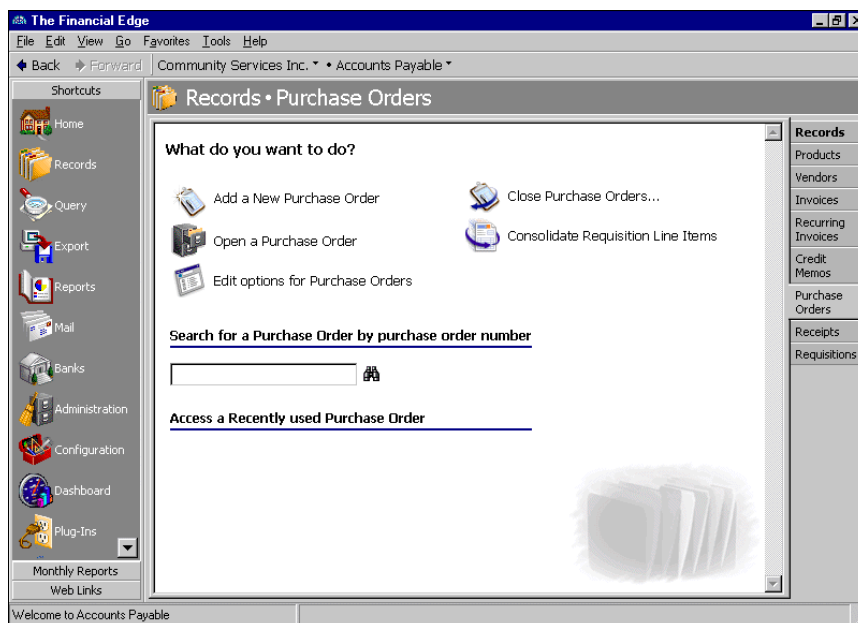 The Financial Edge
File Edit View Go Favorites Tools Help
Back Forward Community Services Inc. • Accounts Payable
Shortcuts
Home
Records
Query
Export
Reports
Mail
Banks
Administration
Configuration
Dashboard
Plug-Ins
Monthly Reports
Web Links
Records • Purchase Orders
What do you want to do?
Add a New Purchase Order
Open a Purchase Order
Edit options for Purchase Orders
Close Purchase Orders...
Consolidate Requisition Line Items
Search for a Purchase Order by purchase order number
Access a Recently used Purchase Order
Records
Products
Vendors
Invoices
Recurring
Invoices
Credit
Memos
Purchase
Orders
Receipts
Requisitions
Welcome to Accounts Payable